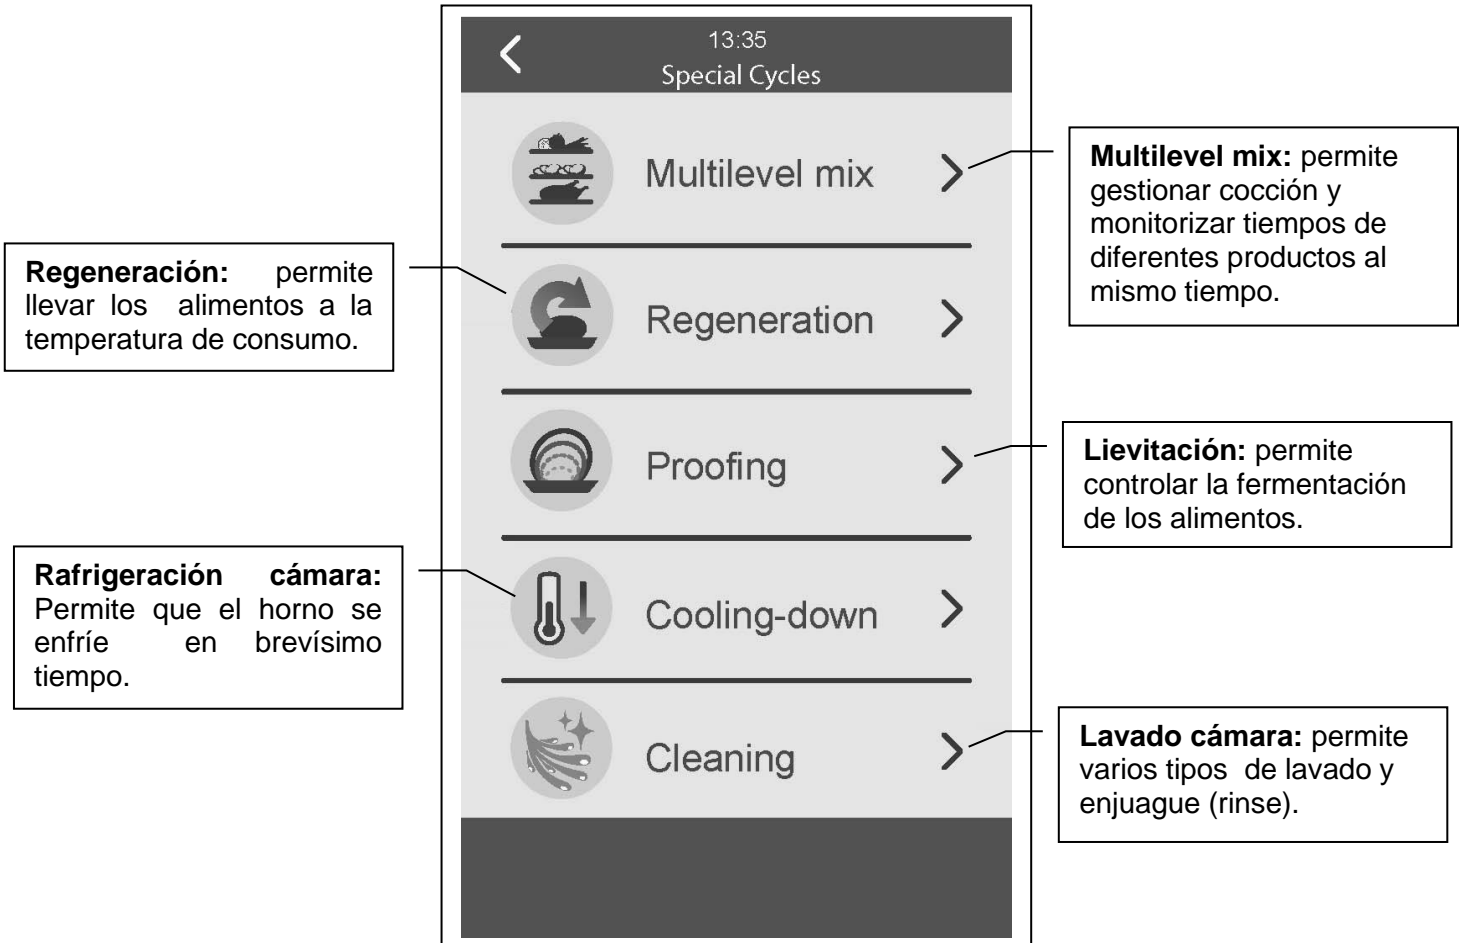 13:35
Special Cycles
Multilevel mix
Multilevel mix: permite
gestionar cocción y
monitorizar tiempos de
diferentes productos al
mismo tiempo.
Regeneración: permite
llevar los alimentos a la
temperatura de consumo.
Regeneration
Proofing
Lievitación: permite
controlar la fermentación
de los alimentos.
Rafrigeración cámara:
Permite que el horno se
enfríe en brevísimo
tiempo.
Cooling-down
Cleaning
Lavado cámara: permite
varios tipos de lavado y
enjuague (rinse).